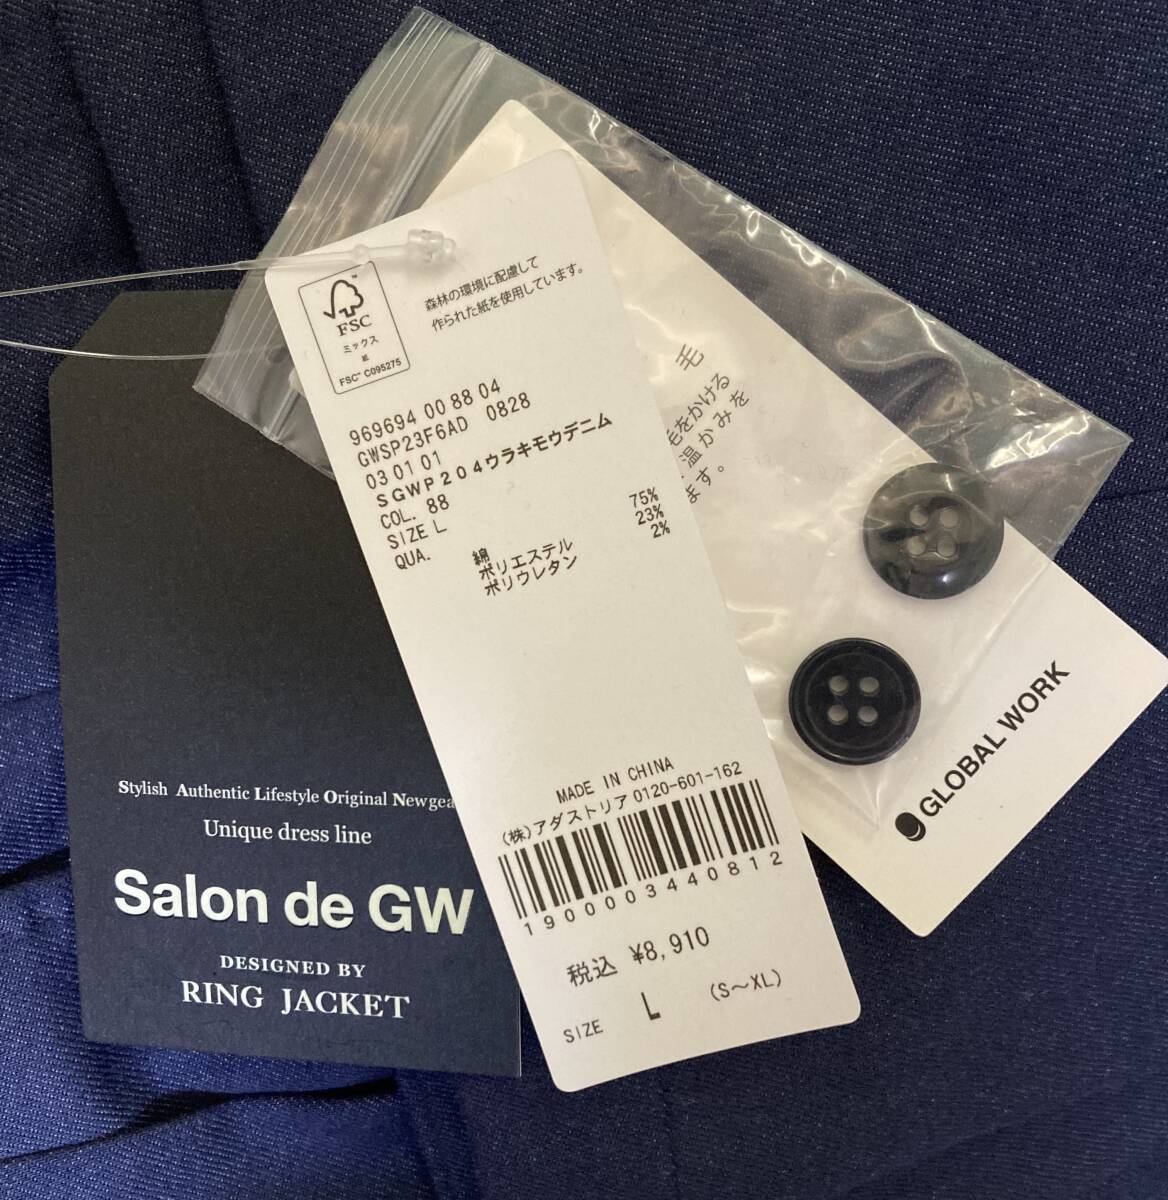 FSC
ミックス
紙
FSC™ C095275
森林の環境に配慮して
作られた紙を使用しています。
969694 00 88 04
GWSP23F6AD 0828
03 01 01
SGWP204ウラキモウデニム
COL. 88
SIZE L
QUA. 綿 75%
ポリエステル 23%
ポリウレタン 2%
MADE IN CHINA
(株)アダストリア 0120-601-162
1900003440812
税込 ¥8,910
SIZE L (S〜XL)
毛
毛をかける
温かみを
ます。
GLOBAL WORK
Stylish Authentic Lifestyle Original Newgea
Unique dress line
Salon de GW
DESIGNED BY
RING JACKET